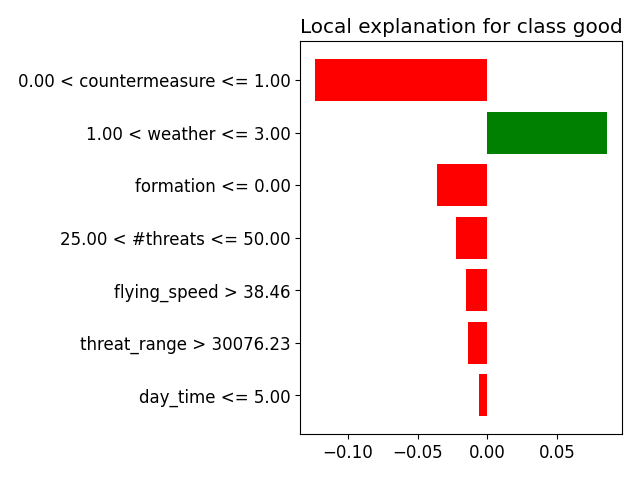 Local explanation for class good
0.00 < countermeasure <= 1.00
1.00 < weather <= 3.00
formation <= 0.00
25.00 < #threats <= 50.00
flying_speed > 38.46
threat_range > 30076.23
day_time <= 5.00
−0.10 −0.05 0.00 0.05